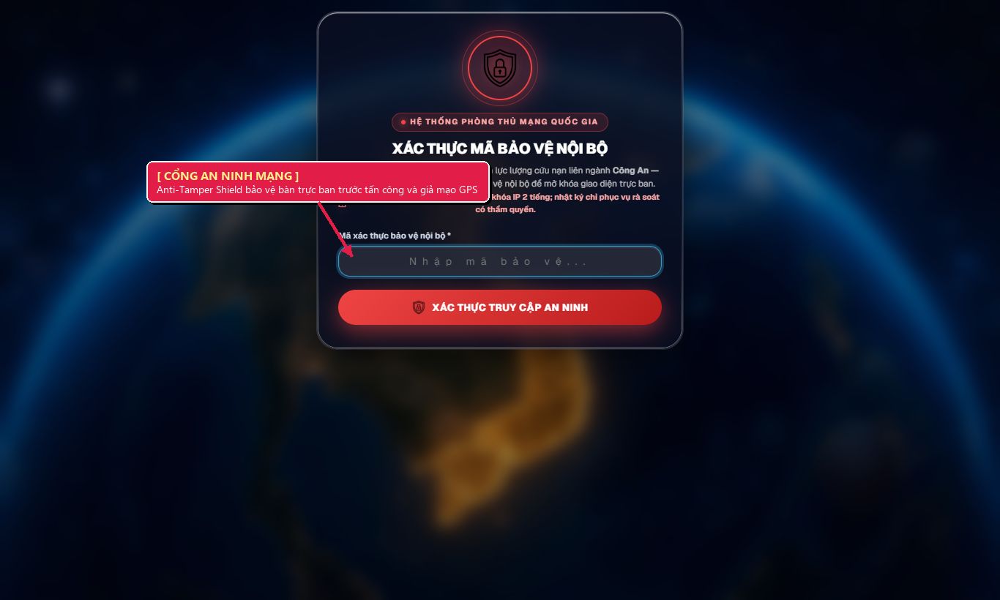 HỆ THỐNG PHÒNG THỦ MẠNG QUỐC GIA
XÁC THỰC MÃ BẢO VỆ NỘI BỘ
[ CỔNG AN NINH MẠNG ]
Anti-Tamper Shield bảo vệ bàn trực ban trước tấn công và giả mạo GPS
lực lượng cứu nạn liên ngành Công An —
vệ nội bộ để mở khóa giao diện trực ban.
khóa IP 2 tiếng; nhật ký chỉ phục vụ rà soát
có thẩm quyền.
Mã xác thực bảo vệ nội bộ *
Nhập mã bảo vệ...
XÁC THỰC TRUY CẬP AN NINH